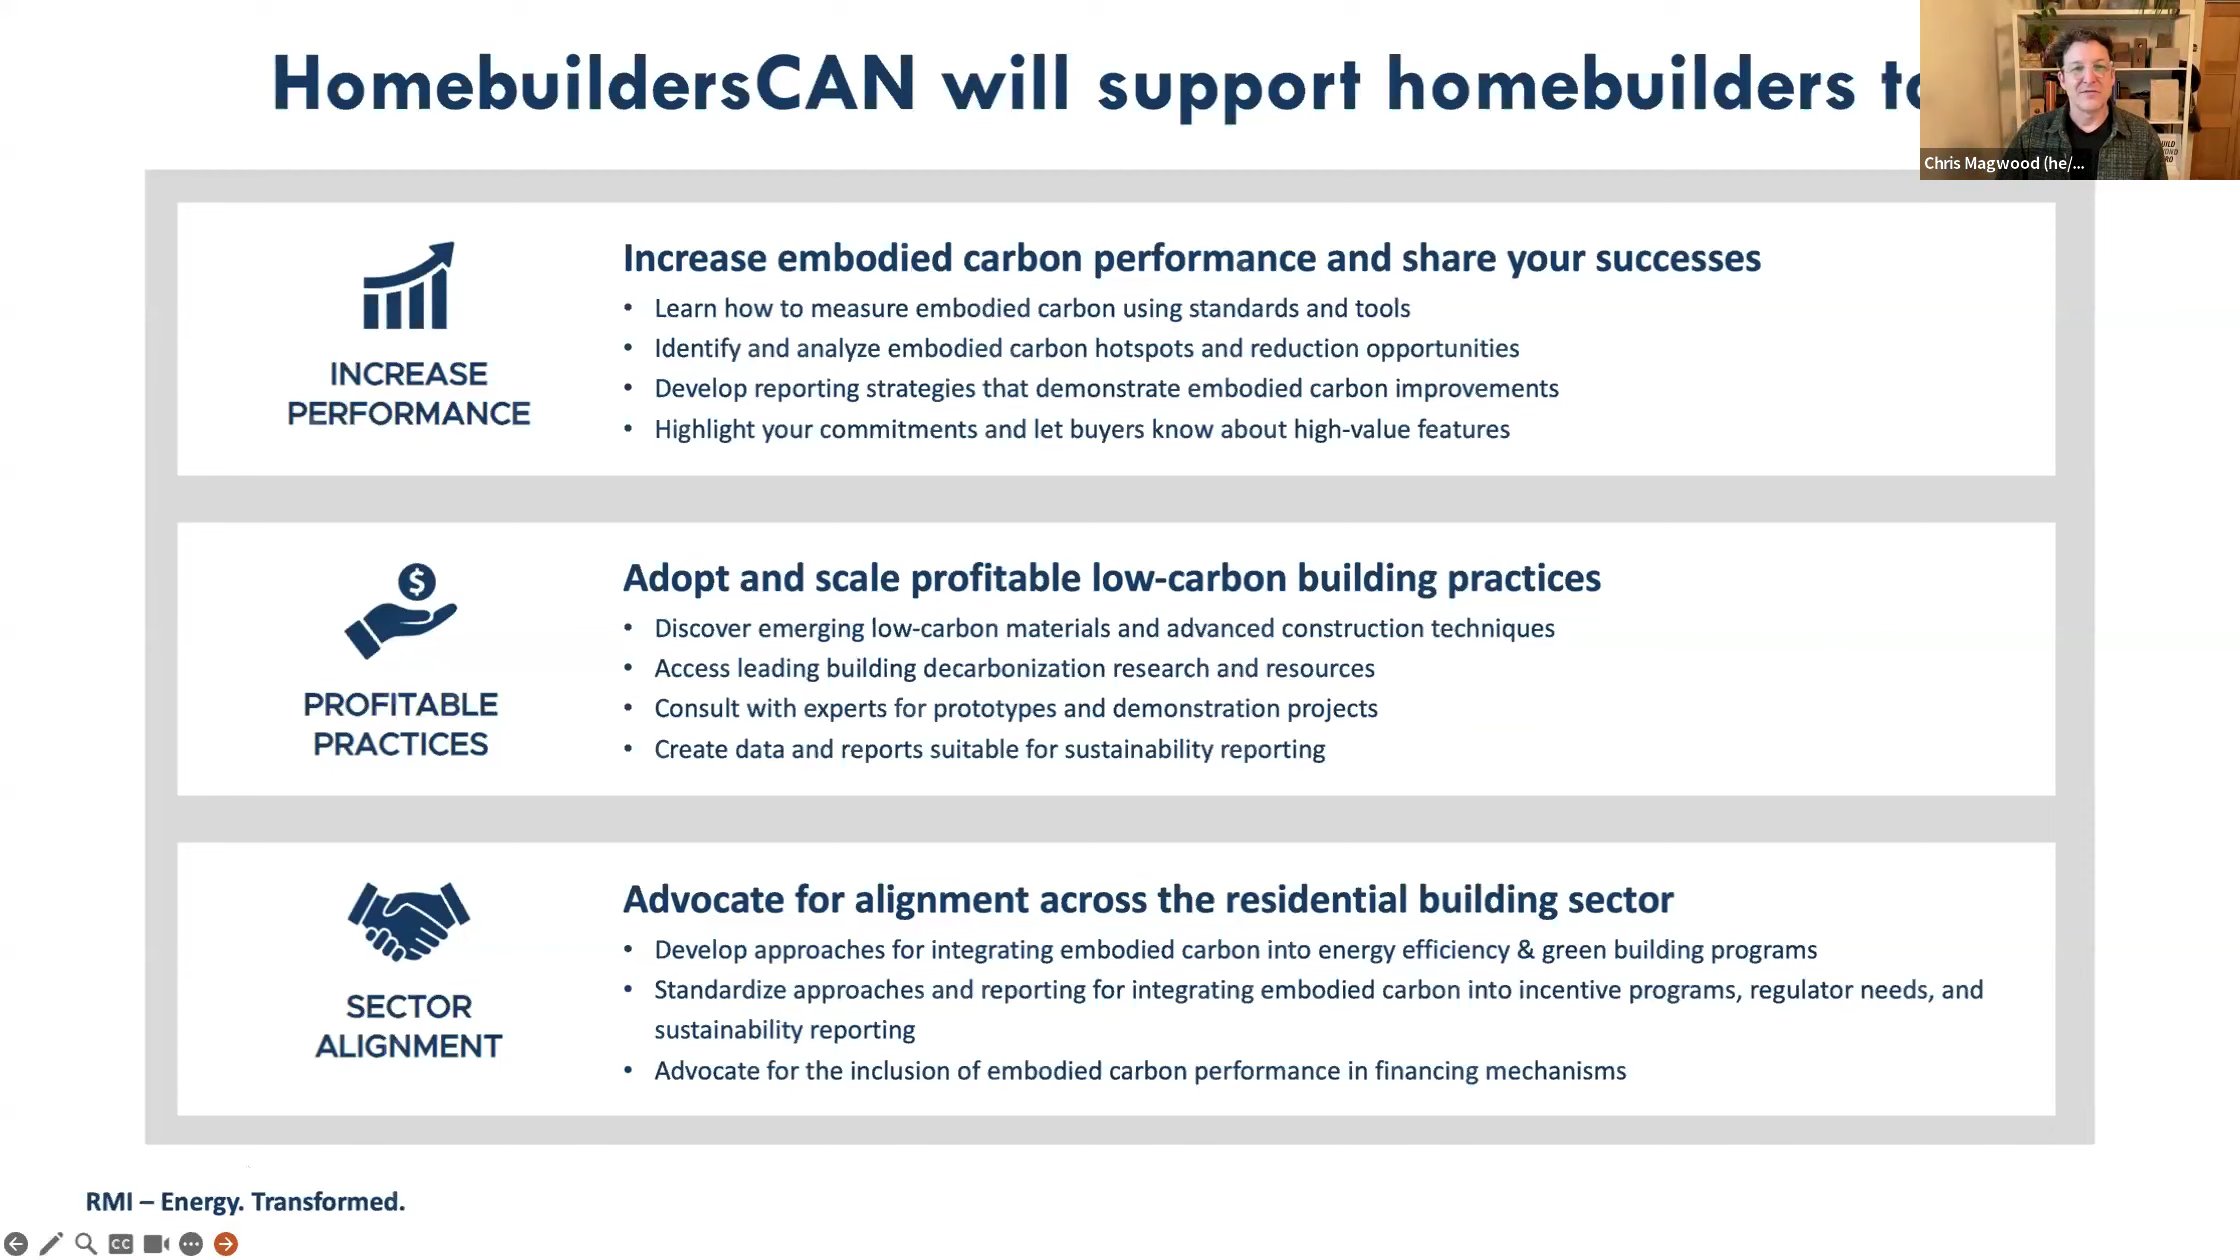 HomebuildersCAN will support homebuilders to
Chris Magwood (he/...
INCREASE
PERFORMANCE
Increase embodied carbon performance and share your successes
• Learn how to measure embodied carbon using standards and tools
• Identify and analyze embodied carbon hotspots and reduction opportunities
• Develop reporting strategies that demonstrate embodied carbon improvements
• Highlight your commitments and let buyers know about high-value features
$
PROFITABLE
PRACTICES
Adopt and scale profitable low-carbon building practices
• Discover emerging low-carbon materials and advanced construction techniques
• Access leading building decarbonization research and resources
• Consult with experts for prototypes and demonstration projects
• Create data and reports suitable for sustainability reporting
SECTOR
ALIGNMENT
Advocate for alignment across the residential building sector
• Develop approaches for integrating embodied carbon into energy efficiency & green building programs
• Standardize approaches and reporting for integrating embodied carbon into incentive programs, regulator needs, and
sustainability reporting
• Advocate for the inclusion of embodied carbon performance in financing mechanisms
RMI – Energy. Transformed.
CC